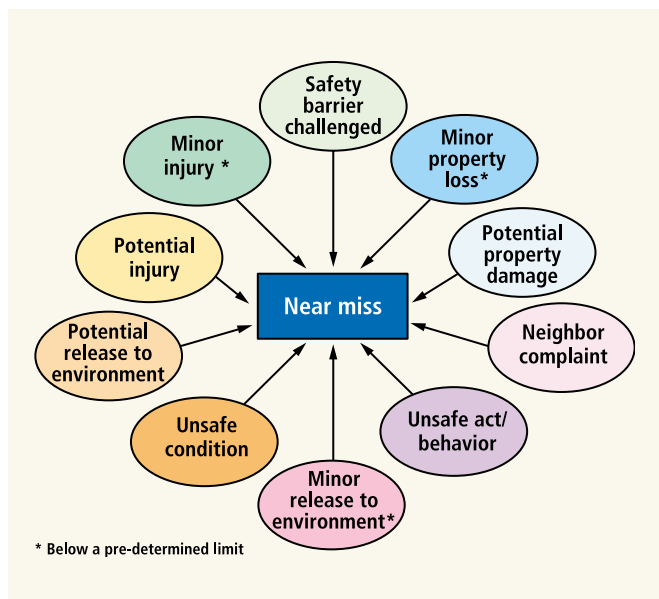 Safety
barrier
challenged
Minor
injury *
Minor
property
loss*
Potential
injury
Potential
property
damage
Near miss
Potential
release to
environment
Neighbor
complaint
Unsafe
condition
Unsafe act/
behavior
Minor
release to
environment*
* Below a pre-determined limit